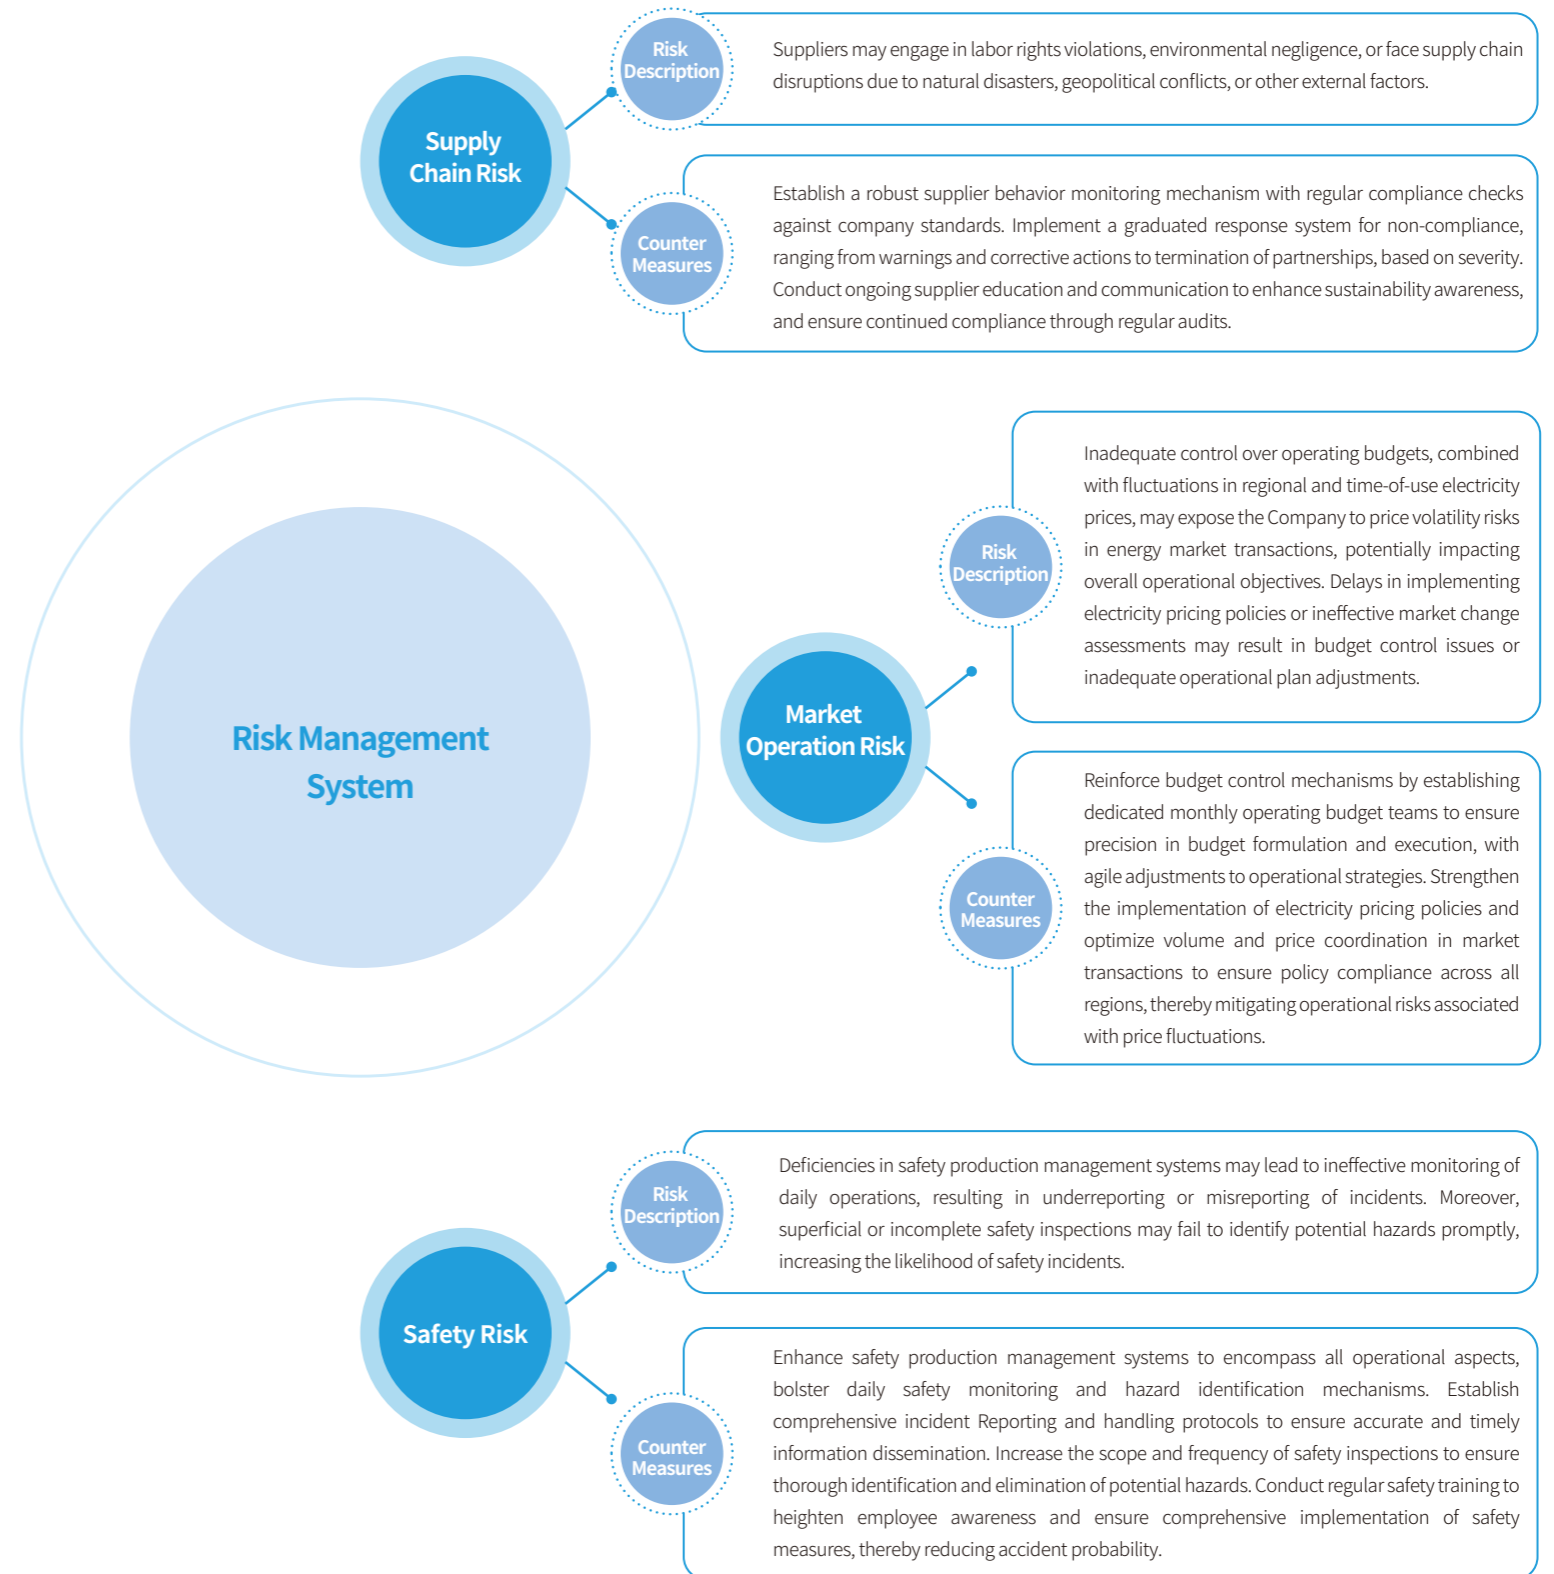 Supply
Chain Risk
Risk
Description
Suppliers may engage in labor rights violations, environmental negligence, or face supply chain
disruptions due to natural disasters, geopolitical conflicts, or other external factors.
Counter
Measures
Establish a robust supplier behavior monitoring mechanism with regular compliance checks
against company standards. Implement a graduated response system for non-compliance,
ranging from warnings and corrective actions to termination of partnerships, based on severity.
Conduct ongoing supplier education and communication to enhance sustainability awareness,
and ensure continued compliance through regular audits.
Risk Management
System
Market
Operation Risk
Risk
Description
Inadequate control over operating budgets, combined
with fluctuations in regional and time-of-use electricity
prices, may expose the Company to price volatility risks
in energy market transactions, potentially impacting
overall operational objectives. Delays in implementing
electricity pricing policies or ineffective market change
assessments may result in budget control issues or
inadequate operational plan adjustments.
Counter
Measures
Reinforce budget control mechanisms by establishing
dedicated monthly operating budget teams to ensure
precision in budget formulation and execution, with
agile adjustments to operational strategies. Strengthen
the implementation of electricity pricing policies and
optimize volume and price coordination in market
transactions to ensure policy compliance across all
regions, thereby mitigating operational risks associated
with price fluctuations.
Safety Risk
Risk
Description
Deficiencies in safety production management systems may lead to ineffective monitoring of
daily operations, resulting in underreporting or misreporting of incidents. Moreover,
superficial or incomplete safety inspections may fail to identify potential hazards promptly,
increasing the likelihood of safety incidents.
Counter
Measures
Enhance safety production management systems to encompass all operational aspects,
bolster daily safety monitoring and hazard identification mechanisms. Establish
comprehensive incident Reporting and handling protocols to ensure accurate and timely
information dissemination. Increase the scope and frequency of safety inspections to ensure
thorough identification and elimination of potential hazards. Conduct regular safety training to
heighten employee awareness and ensure comprehensive implementation of safety
measures, thereby reducing accident probability.